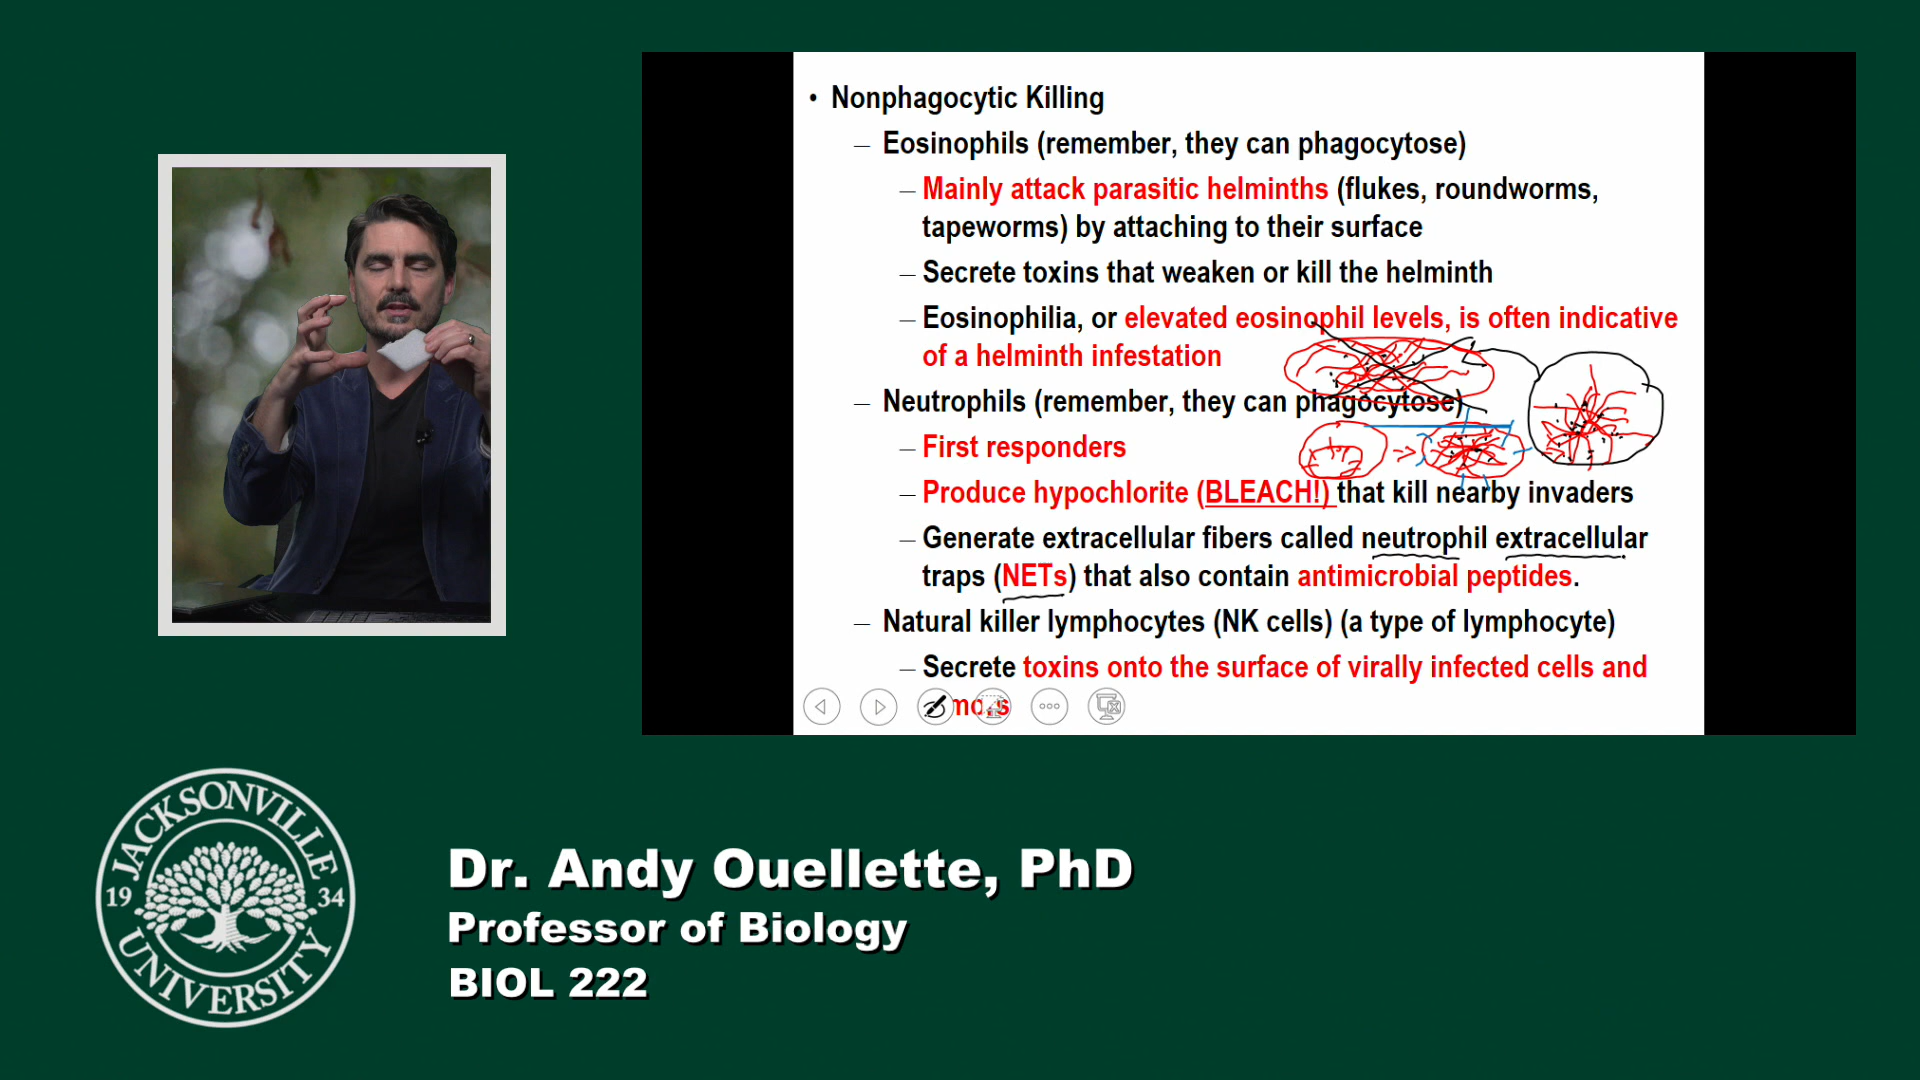 • Nonphagocytic Killing
– Eosinophils (remember, they can phagocytose)
– Mainly attack parasitic helminths (flukes, roundworms,
tapeworms) by attaching to their surface
– Secrete toxins that weaken or kill the helminth
– Eosinophilia, or elevated eosinophil levels, is often indicative
of a helminth infestation
– Neutrophils (remember, they can phagocytose)
– First responders
– Produce hypochlorite (BLEACH!) that kill nearby invaders
– Generate extracellular fibers called neutrophil extracellular
traps (NETs) that also contain antimicrobial peptides.
– Natural killer lymphocytes (NK cells) (a type of lymphocyte)
– Secrete toxins onto the surface of virally infected cells and
JACKSONVILLE
19 34
UNIVERSITY
Dr. Andy Ouellette, PhD
Professor of Biology
BIOL 222